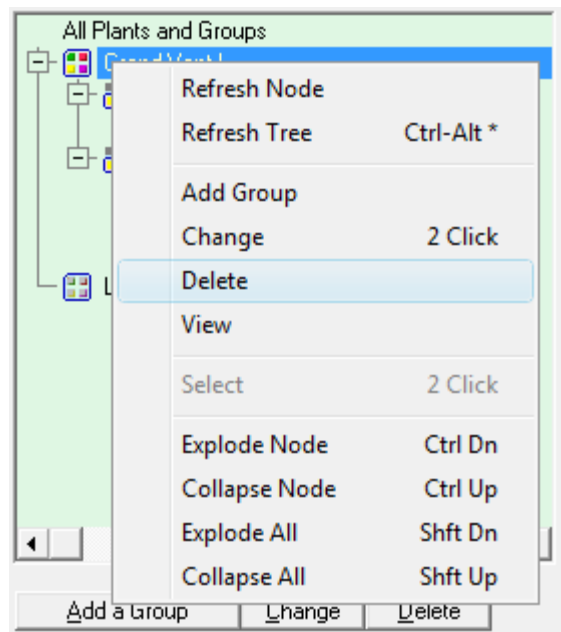 All Plants and Groups
Refresh Node
Refresh Tree Ctrl-Alt *
Add Group
Change 2 Click
Delete
View
Select 2 Click
Explode Node Ctrl Dn
Collapse Node Ctrl Up
Explode All Shft Dn
Collapse All Shft Up
Add a Group Change Delete